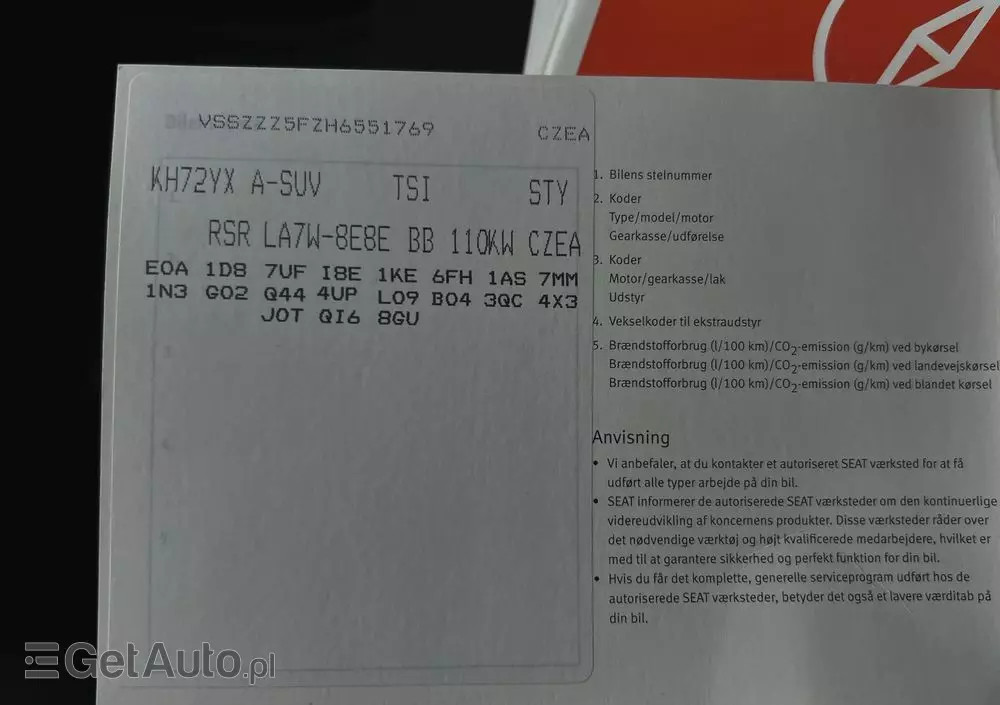 VSSZZZ5FZH6551769 CZEA
KH72YX A-SUV TSI STY
RSR LA7W-8E8E BB 110KW CZEA
E0A 1D8 7UF I8E 1KE 6FH 1AS 7MM
1N3 G02 Q44 4UP L09 B04 3QC 4X3
J0T QI6 8GU
1. Bilens stelnummer
2. Koder
Type/model/motor
Gearkasse/udførelse
3. Koder
Motor/gearkasse/lak
Udstyr
4. Vekselkoder til ekstraudstyr
5. Brændstofforbrug (l/100 km)/CO2-emission (g/km) ved bykørsel
Brændstofforbrug (l/100 km)/CO2-emission (g/km) ved landevejskørsel
Brændstofforbrug (l/100 km)/CO2-emission (g/km) ved blandet kørsel
Anvisning
• Vi anbefaler, at du kontakter et autoriseret SEAT værksted for at få
udført alle typer arbejde på din bil.
• SEAT informerer de autoriserede SEAT værksteder om den kontinuerlige
videreudvikling af koncernens produkter. Disse værksteder råder over
det nødvendige værktøj og højt kvalificerede medarbejdere, hvilket er
med til at garantere sikkerhed og perfekt funktion for din bil.
• Hvis du får det komplette, generelle serviceprogram udført hos de
autoriserede SEAT værksteder, betyder det også et lavere værditab på
din bil.
GetAuto.pl